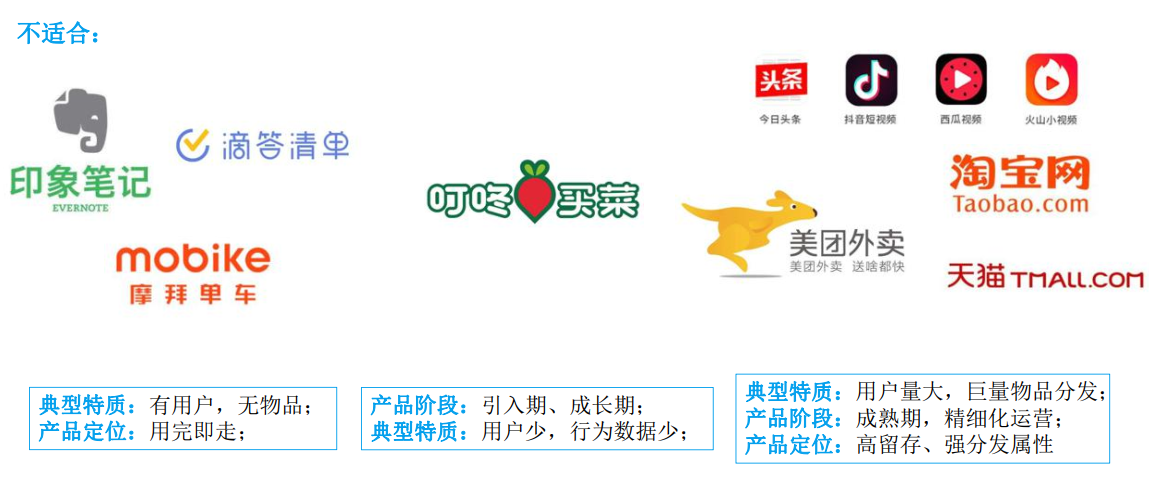 不适合：
印象笔记
EVERNOTE
滴答清单
mobike
摩拜单车
叮咚买菜
头条
今日头条
抖音短视频
西瓜视频
火山小视频
淘宝网
Taobao.com
美团外卖
美团外卖 送啥都快
天猫 TMALL.COM
典型特质：有用户，无物品；
产品定位：用完即走；
产品阶段：引入期、成长期；
典型特质：用户少，行为数据少；
典型特质：用户量大，巨量物品分发；
产品阶段：成熟期，精细化运营；
产品定位：高留存、强分发属性